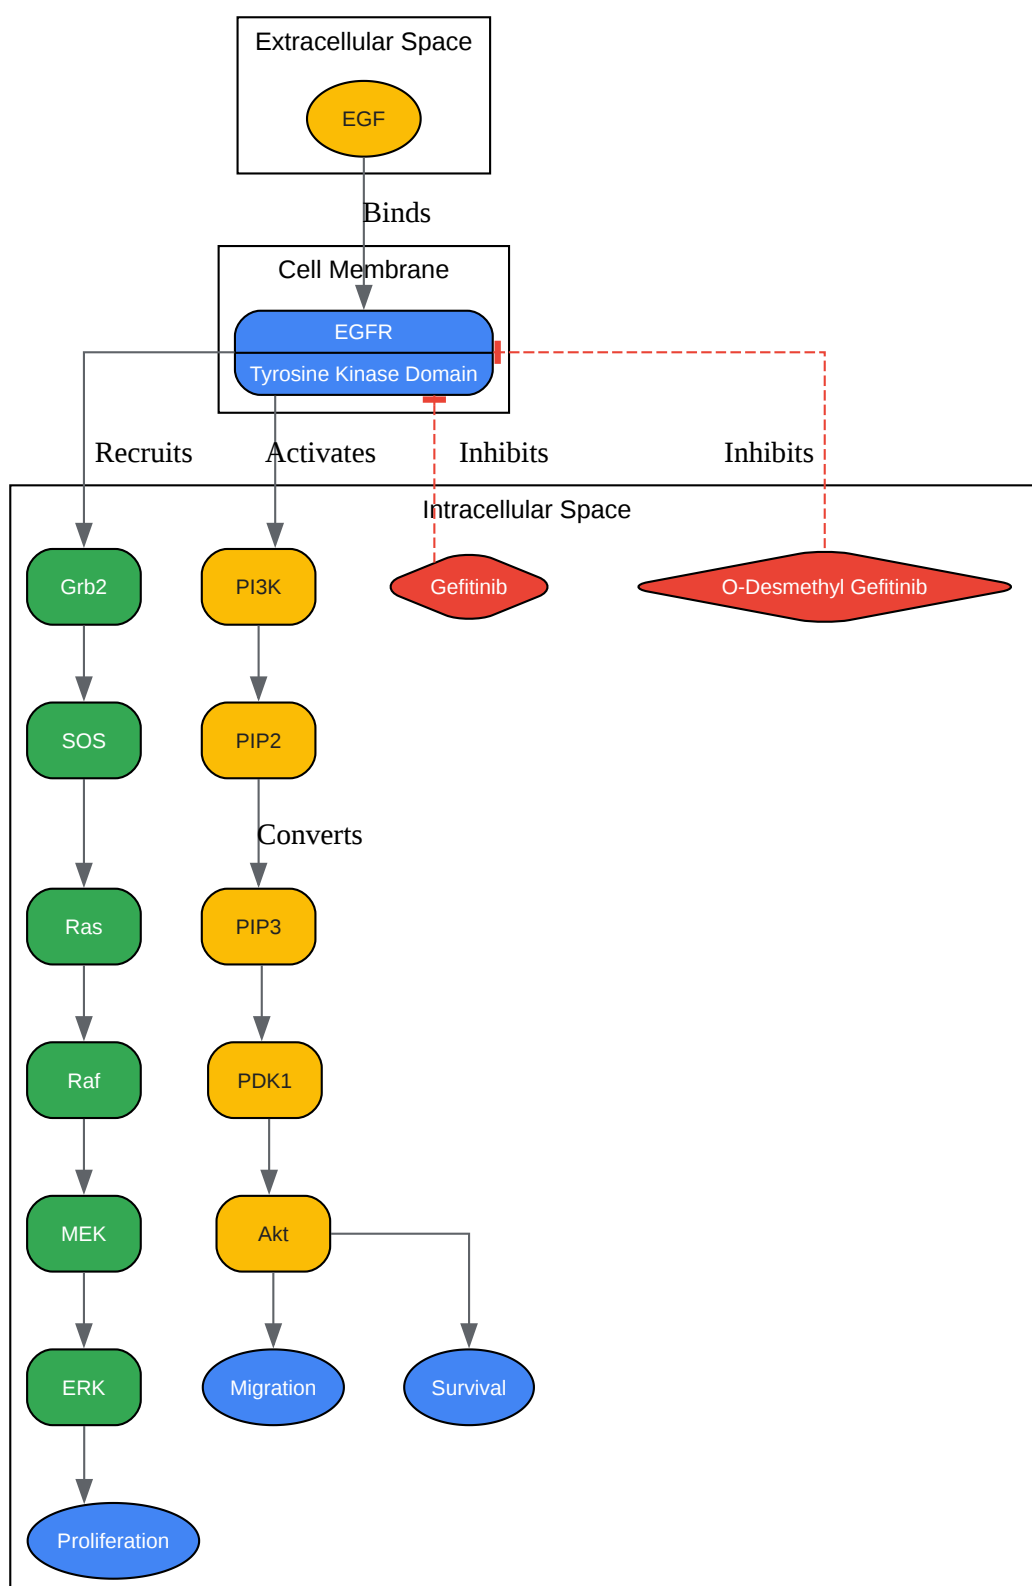 Extracellular Space
EGF
Binds
Cell Membrane
EGFR
Tyrosine Kinase Domain
Recruits
Activates
Inhibits
Inhibits
Intracellular Space
Grb2
PI3K
Gefitinib
O-Desmethyl Gefitinib
SOS
PIP2
Converts
Ras
PIP3
Raf
PDK1
MEK
Akt
ERK
Migration
Survival
Proliferation